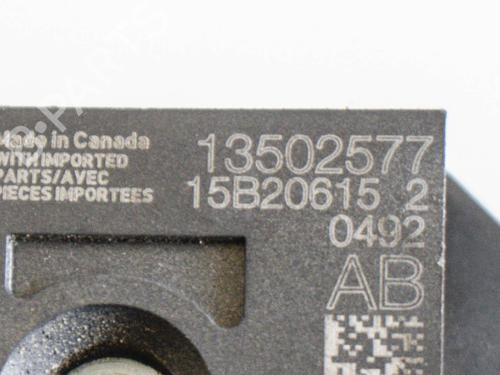 Made in Canada
WITH IMPORTED
PARTS/AVEC
PIECES IMPORTEES
13502577
15B20615 2
0492
AB